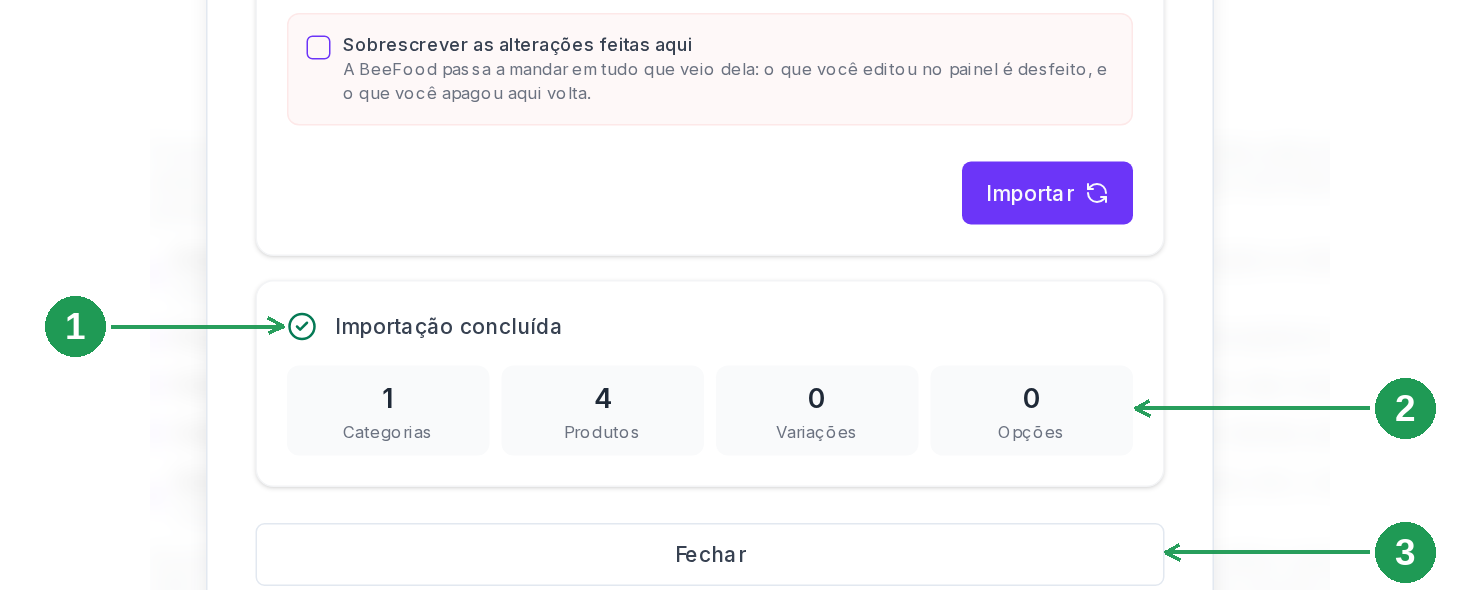 Sobrescrever as alterações feitas aqui
A BeeFood passa a mandar em tudo que veio dela: o que você editou no painel é desfeito, e
o que você apagou aqui volta.
Importar
1
Importação concluída
1
4
0
0
Categorias
Produtos
Variações
Opções
2
Fechar
3